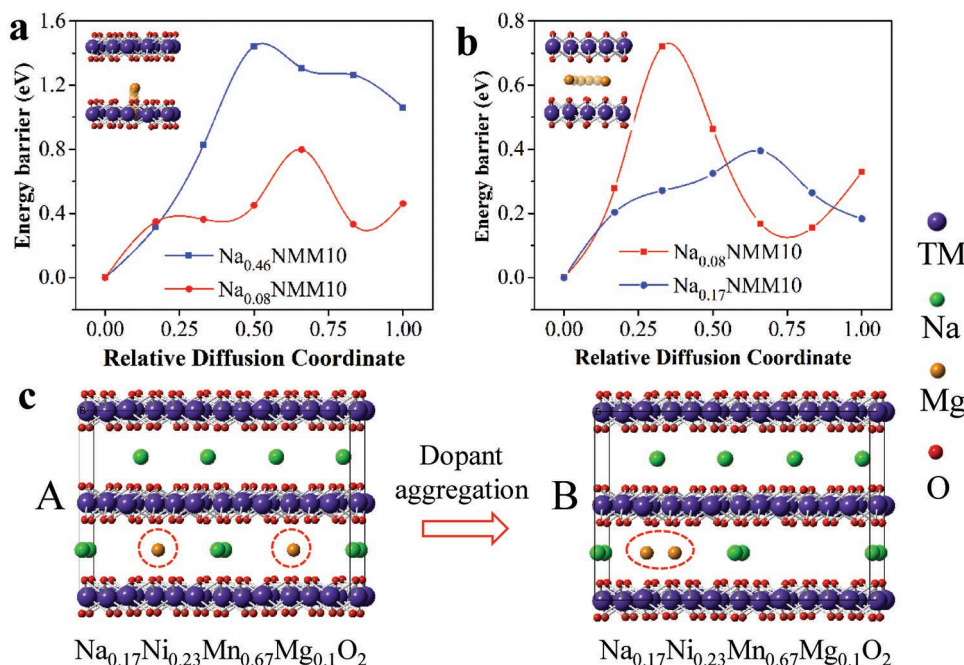 a
Energy barrier (eV)
1.6
1.2
0.8
0.4
0.0
0.00 0.25 0.50 0.75 1.00
Relative Diffusion Coordinate
Na0.46NMM10
Na0.08NMM10
b
Energy barrier (eV)
0.8
0.6
0.4
0.2
0.0
0.00 0.25 0.50 0.75 1.00
Relative Diffusion Coordinate
Na0.08NMM10
Na0.17NMM10
TM
Na
Mg
O
c
A
Dopant
aggregation
B
Na0.17Ni0.23Mn0.67Mg0.1O2
Na0.17Ni0.23Mn0.67Mg0.1O2